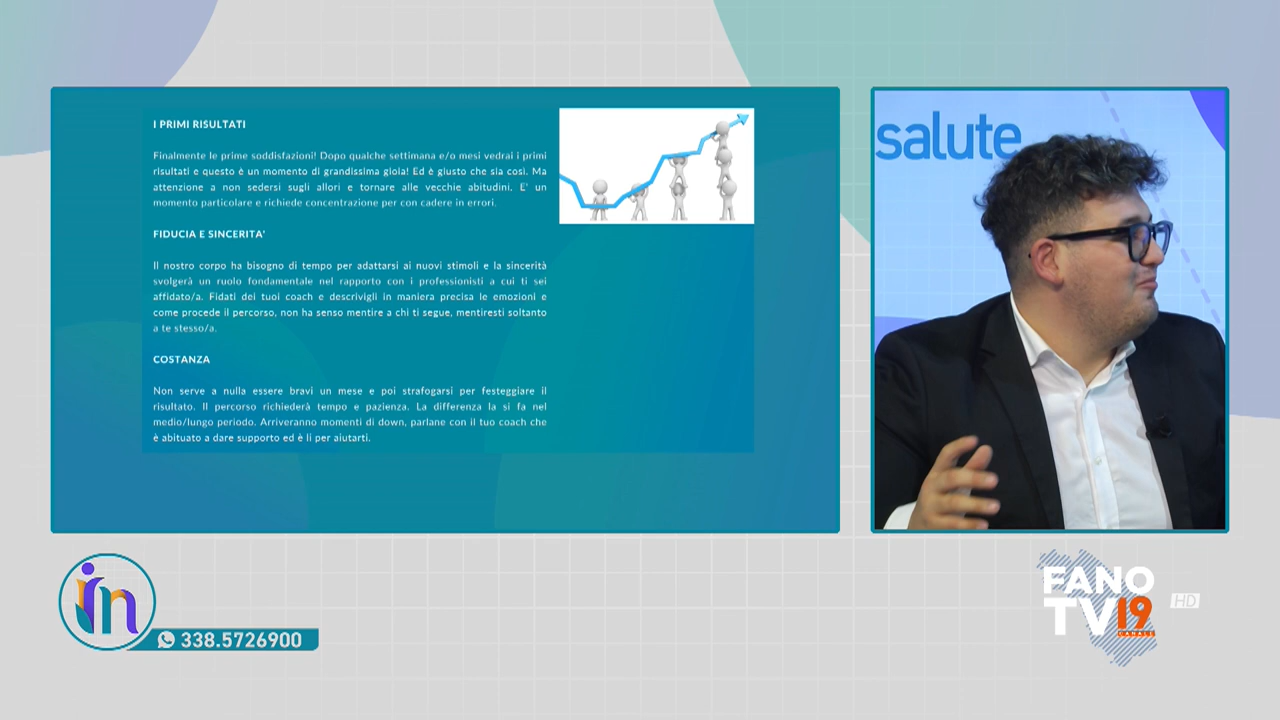 I PRIMI RISULTATI
Finalmente le prime soddisfazioni! Dopo qualche settimana e/o mesi vedrai i primi
risultati e questo è un momento di grandissima gioia! Ed è giusto che sia così. Ma
attenzione a non sedersi sugli allori e tornare alle vecchie abitudini. E' un
momento particolare e richiede concentrazione per con cadere in errori.
FIDUCIA E SINCERITA'
Il nostro corpo ha bisogno di tempo per adattarsi ai nuovi stimoli e la sincerità
svolgerà un ruolo fondamentale nel rapporto con i professionisti a cui ti sei
affidato/a. Fidati dei tuoi coach e descrivigli in maniera precisa le emozioni e
come procede il percorso, non ha senso mentire a chi ti segue, mentiresti soltanto
a te stesso/a.
COSTANZA
Non serve a nulla essere bravi un mese e poi strafogarsi per festeggiare il
risultato. Il percorso richiederà tempo e pazienza. La differenza la si fa nel
medio/lungo periodo. Arriveranno momenti di down, parlane con il tuo coach che
è abituato a dare supporto ed è lì per aiutarti.
salute
in
338.5726900
FANO
TV19
CANALE
HD